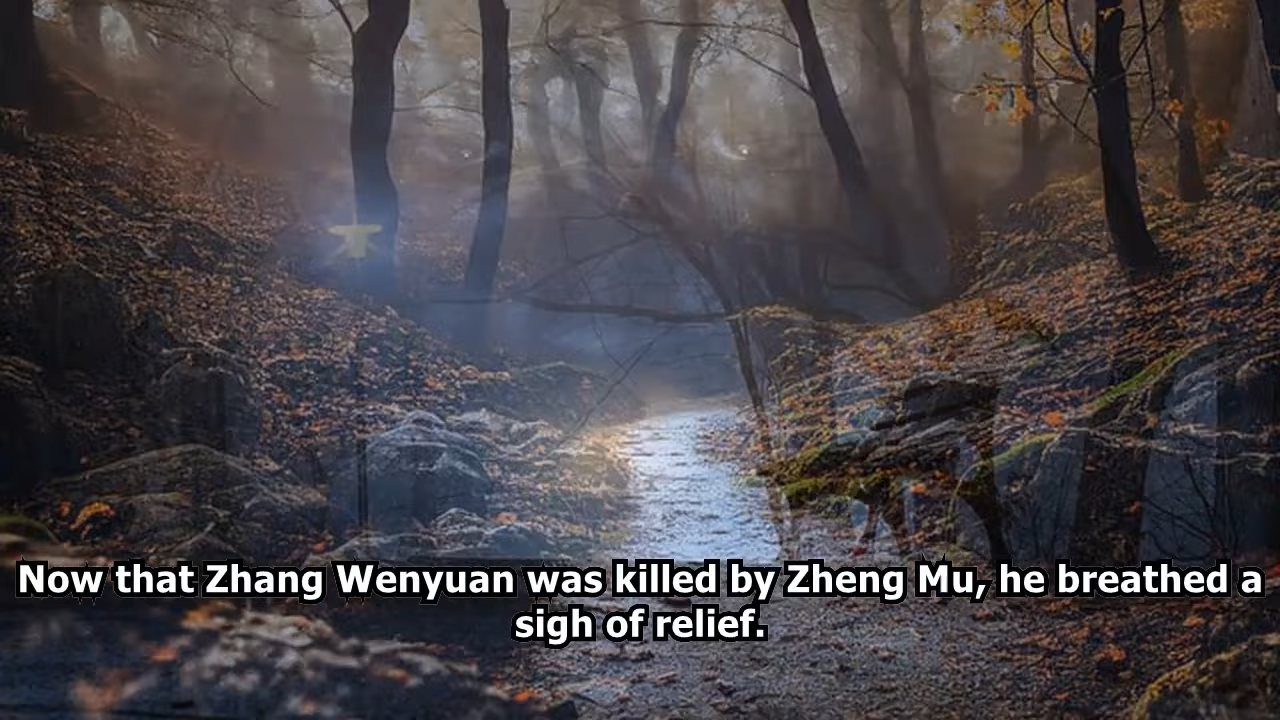 Now that Zhang Wenyuan was killed by Zheng Mu, he breathed a
sigh of relief.